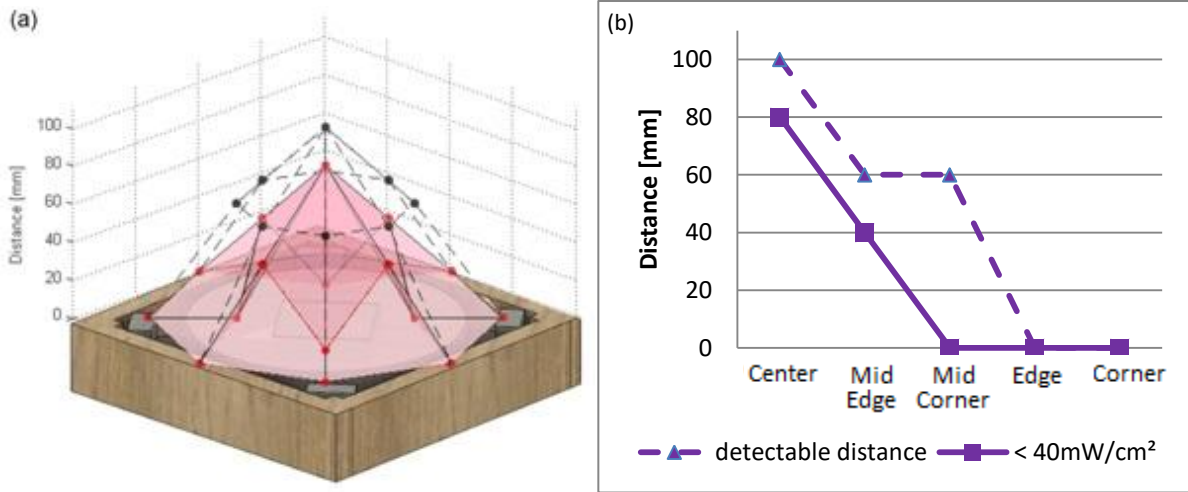 (a)
100
80
60
40
20
0
Distance [mm]
(b)
100
80
60
40
20
0
Distance [mm]
Center
Mid
Edge
Mid
Corner
Edge
Corner
detectable distance
< 40mW/cm²